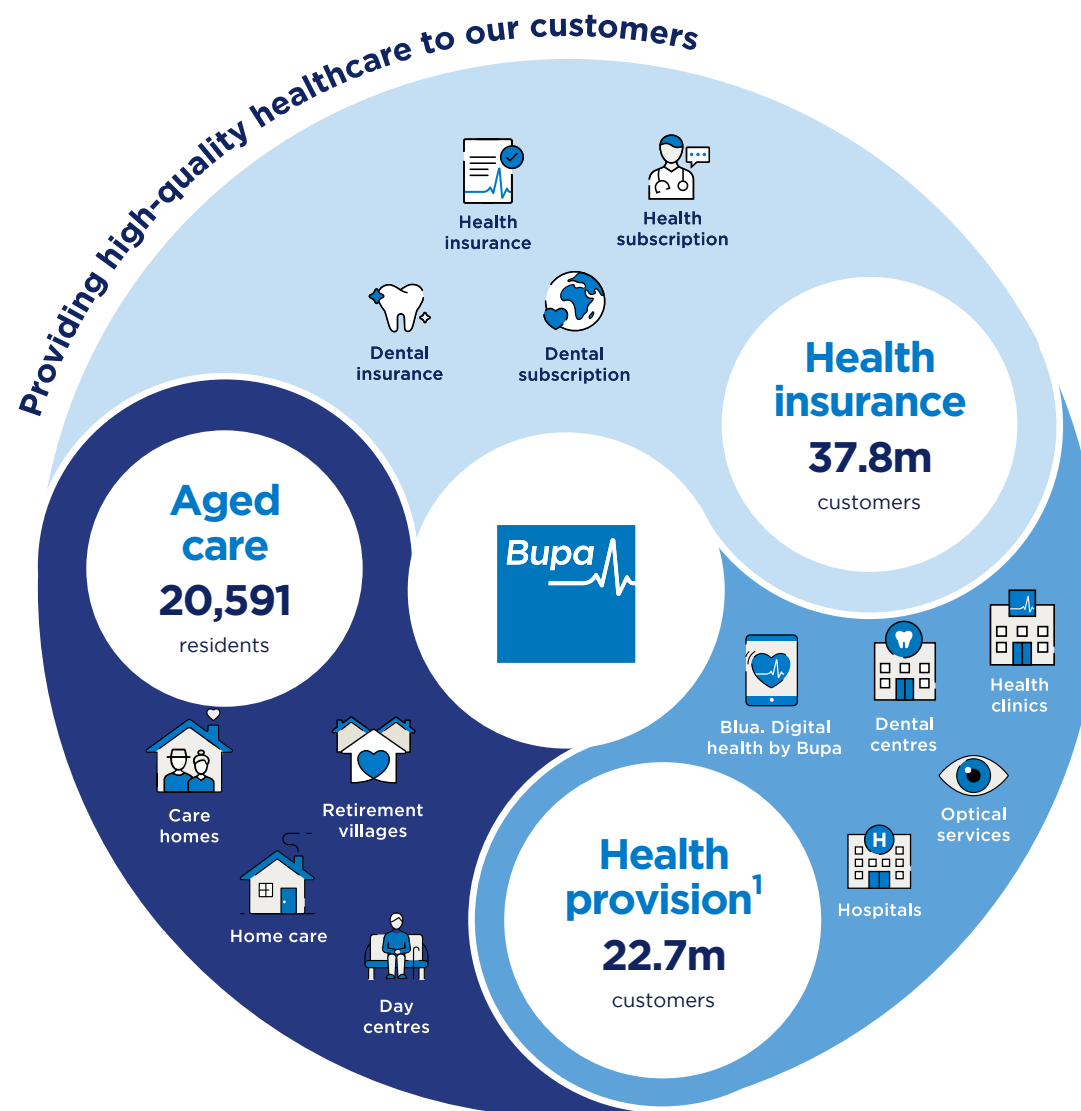 Providing high-quality healthcare to our customers
Health
insurance
Health
subscription
Dental
insurance
Dental
subscription
Health
insurance
37.8m
customers
Aged
care
20,591
residents
Bupa
Blua. Digital
health by Bupa
Dental
centres
Health
clinics
Optical
services
H
Hospitals
Care
homes
Retirement
villages
Home care
Day
centres
Health
provision¹
22.7m
customers